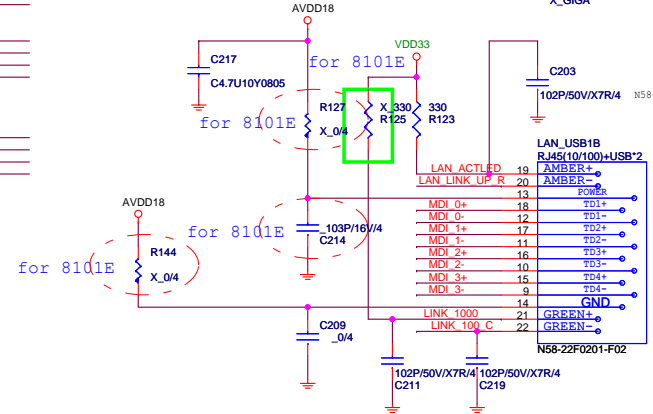 X_GIGA
AVDD18
VDD33
C217
C4.7U10Y0805
for 8101E
C203
102P/50V/X7R/4
N58
R127
X_0/4
for 8101E
X_330
R125
330
R123
LAN_USB1B
RJ45(10/100)+USB*2
LAN_ACTLED 19 AMBER+
LAN_LINK_UP_R 20 AMBER-
13 POWER
MDI_0+ 18 TD1+
MDI_0- 12 TD1-
MDI_1+ 17 TD2+
MDI_1- 11 TD2-
MDI_2+ 16 TD3+
MDI_2- 10 TD3-
MDI_3+ 15 TD4+
MDI_3- 9 TD4-
14 GND
LINK_1000 21 GREEN+
LINK_100_C 22 GREEN-
N58-22F0201-F02
AVDD18
for 8101E
_103P/16V/4
C214
R144
X_0/4
for 8101E
C209
_0/4
102P/50V/X7R/4
C211
102P/50V/X7R/4
C219